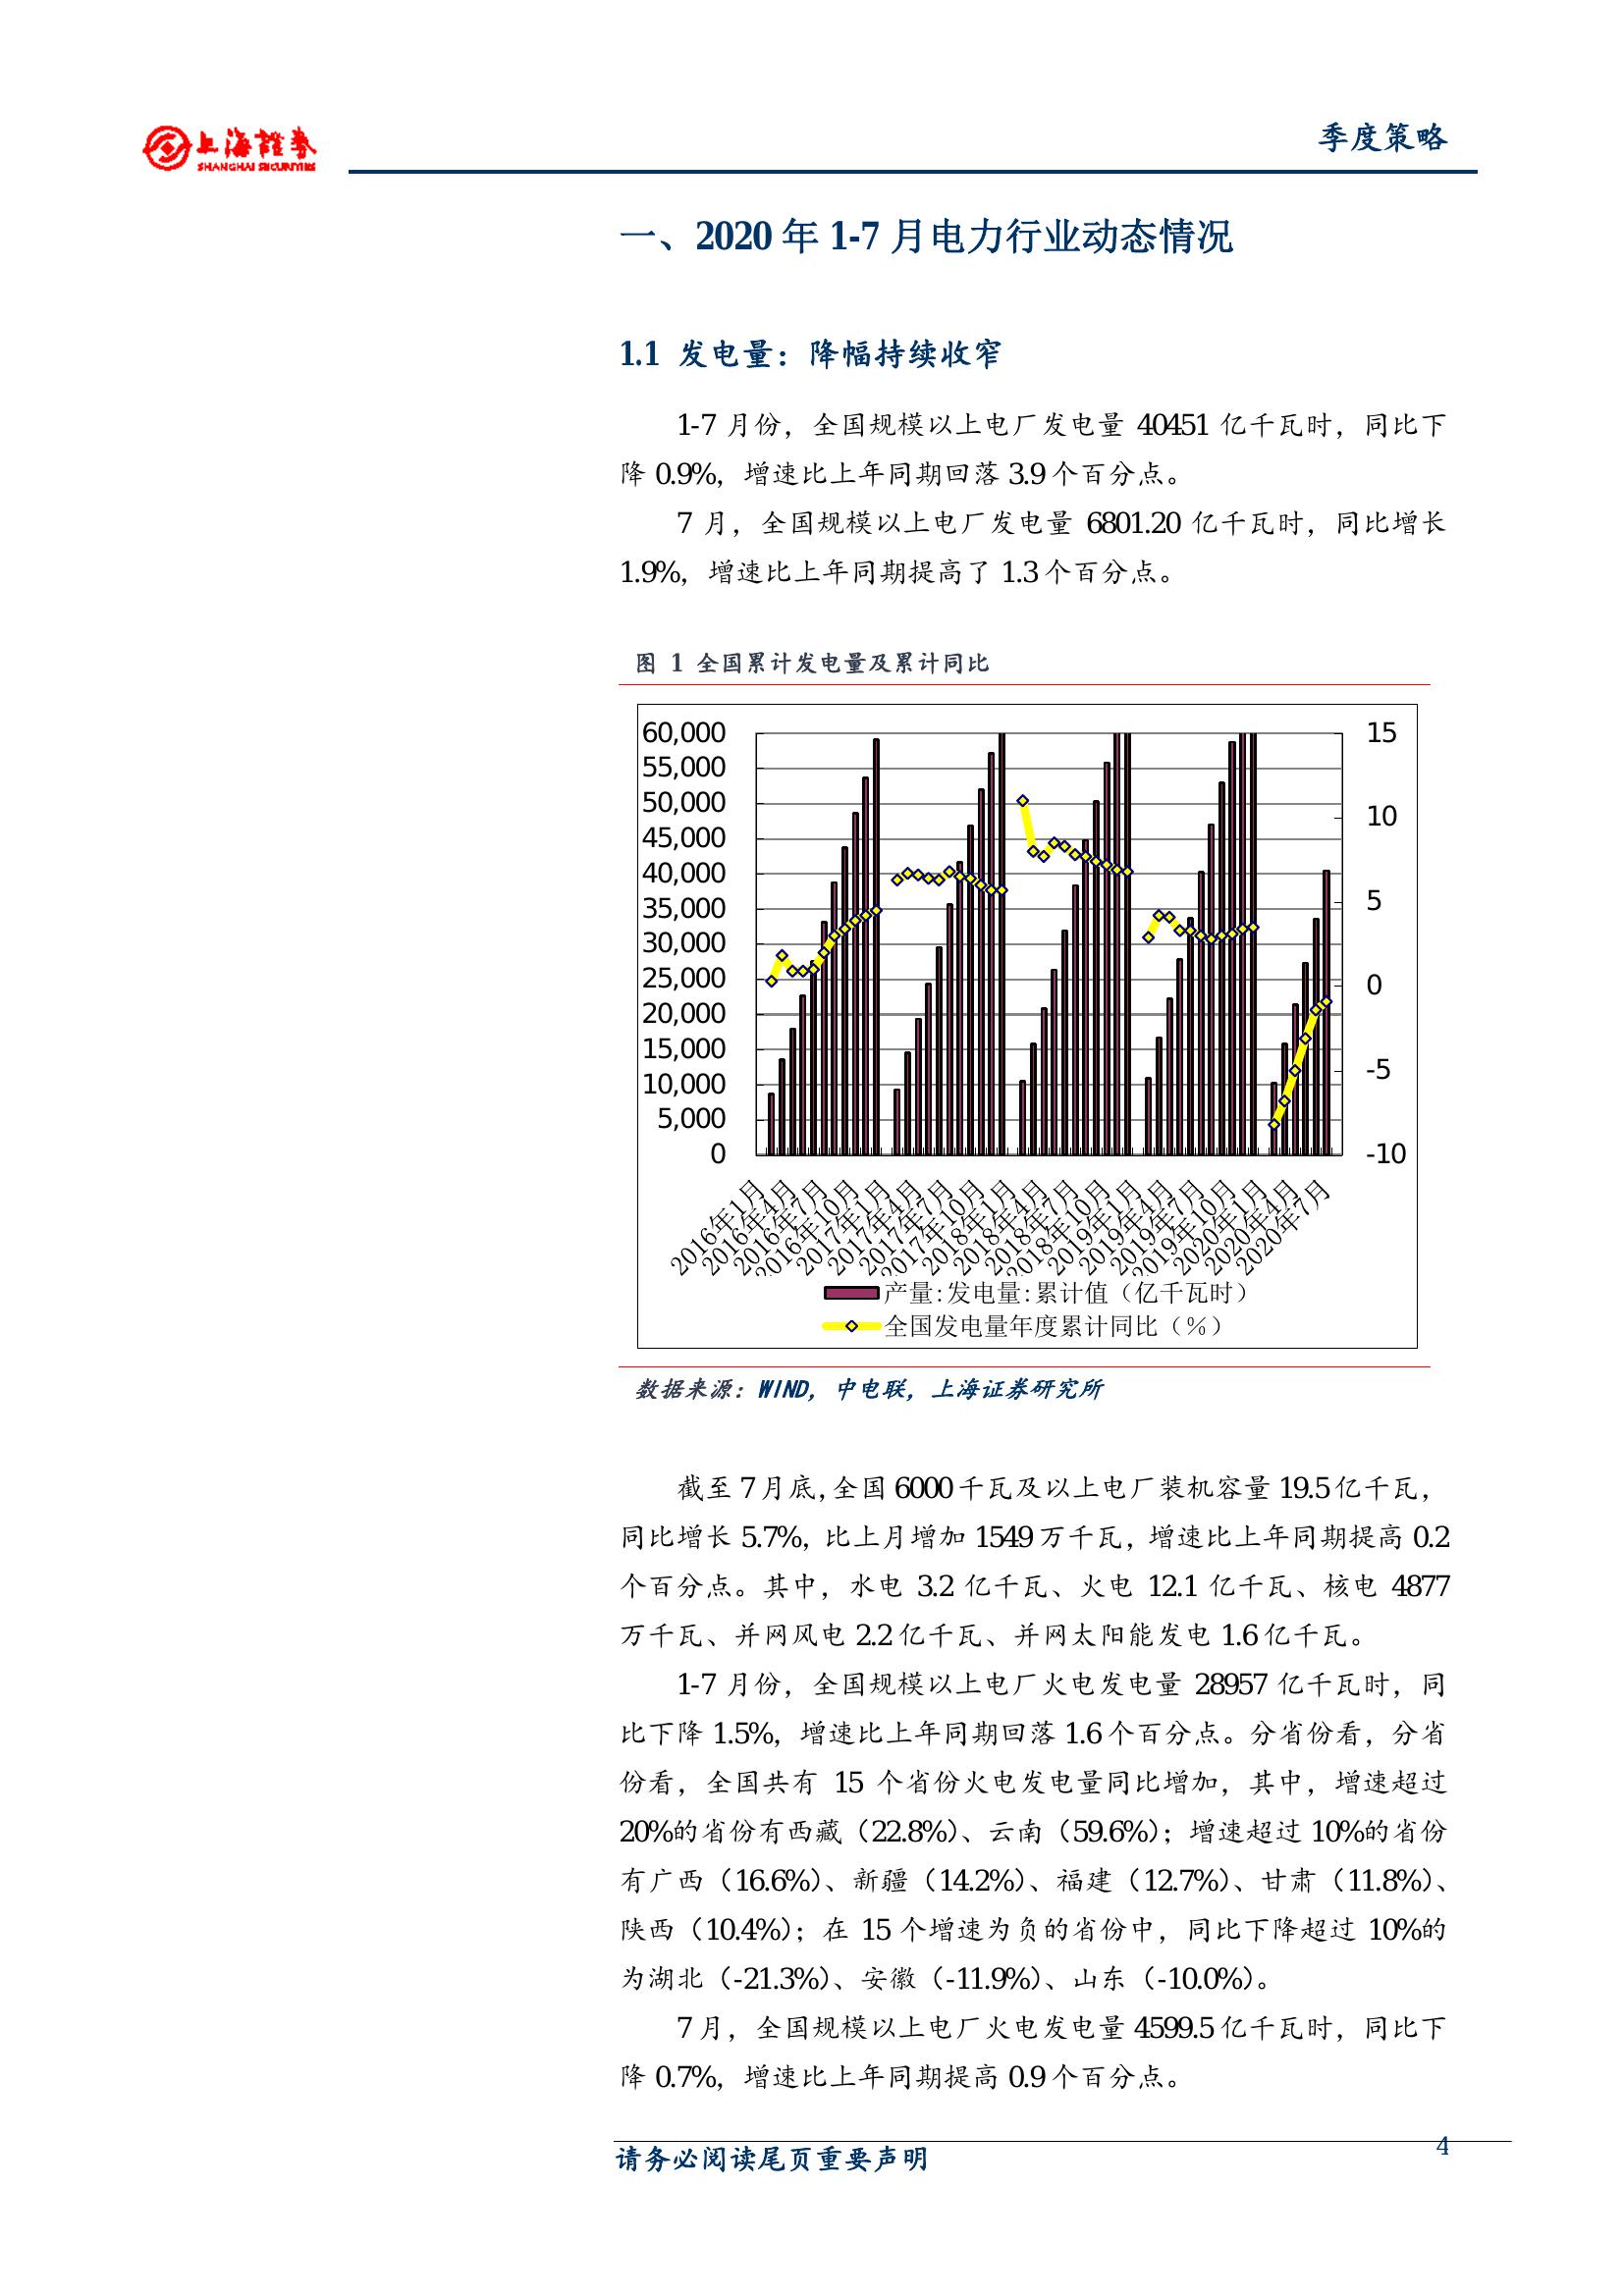 上海證券
SHANGHAI SECURITIES
季度策略
一、2020 年 1-7 月电力行业动态情况
1.1 发电量：降幅持续收窄
1-7 月份，全国规模以上电厂发电量 40451 亿千瓦时，同比下
降 0.9%，增速比上年同期回落 3.9 个百分点。
7 月，全国规模以上电厂发电量 6801.20 亿千瓦时，同比增长
1.9%，增速比上年同期提高了 1.3 个百分点。
图 1 全国累计发电量及累计同比
60,000
55,000
50,000
45,000
40,000
35,000
30,000
25,000
20,000
15,000
10,000
5,000
0
15
10
5
0
-5
-10
2016年1月
2016年4月
2016年7月
2016年10月
2017年1月
2017年4月
2017年7月
2017年10月
2018年1月
2018年4月
2018年7月
2018年10月
2019年1月
2019年4月
2019年7月
2019年10月
2020年1月
2020年4月
2020年7月
产量:发电量:累计值（亿千瓦时）
全国发电量年度累计同比（%）
数据来源：WIND, 中电联, 上海证券研究所
截至 7 月底,全国 6000 千瓦及以上电厂装机容量 19.5 亿千瓦，
同比增长 5.7%，比上月增加 1549 万千瓦，增速比上年同期提高 0.2
个百分点。其中，水电 3.2 亿千瓦、火电 12.1 亿千瓦、核电 4877
万千瓦、并网风电 2.2 亿千瓦、并网太阳能发电 1.6 亿千瓦。
1-7 月份，全国规模以上电厂火电发电量 28957 亿千瓦时，同
比下降 1.5%，增速比上年同期回落 1.6 个百分点。分省份看，分省
份看，全国共有 15 个省份火电发电量同比增加，其中，增速超过
20%的省份有西藏（22.8%）、云南（59.6%）；增速超过 10%的省份
有广西（16.6%）、新疆（14.2%）、福建（12.7%）、甘肃（11.8%）、
陕西（10.4%）；在 15 个增速为负的省份中，同比下降超过 10%的
为湖北（-21.3%）、安徽（-11.9%）、山东（-10.0%）。
7 月，全国规模以上电厂火电发电量 4599.5 亿千瓦时，同比下
降 0.7%，增速比上年同期提高 0.9 个百分点。
请务必阅读尾页重要声明
4